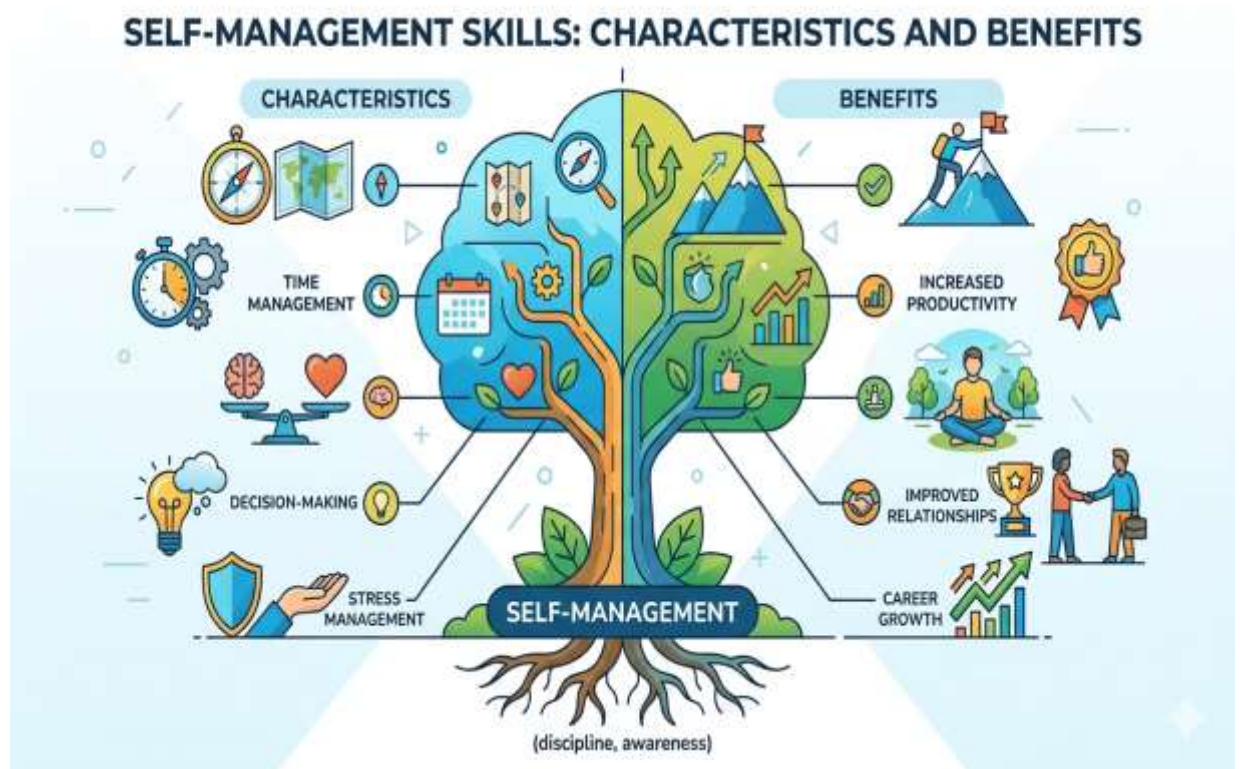 SELF-MANAGEMENT SKILLS: CHARACTERISTICS AND BENEFITS
CHARACTERISTICS
TIME
MANAGEMENT
DECISION-MAKING
STRESS
MANAGEMENT
BENEFITS
INCREASED
PRODUCTIVITY
IMPROVED
RELATIONSHIPS
CAREER
GROWTH
SELF-MANAGEMENT
(discipline, awareness)